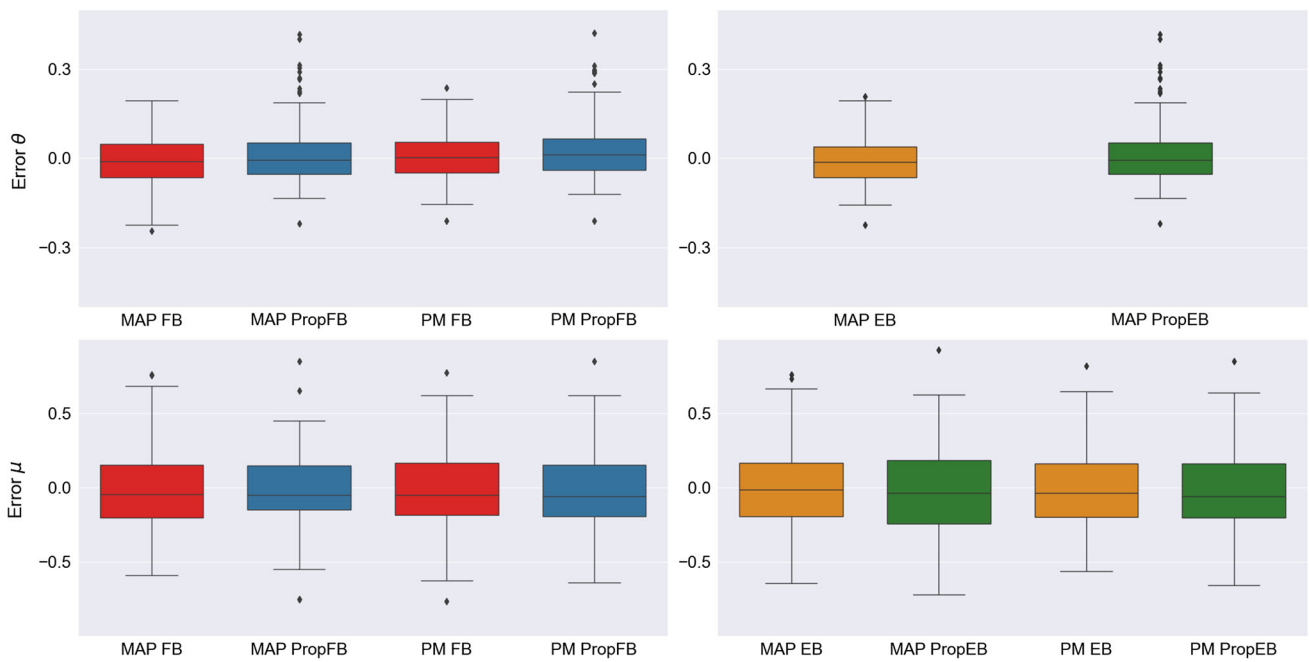 Error θ
0.3
0.0
−0.3
MAP FB MAP PropFB PM FB PM PropFB
0.3
0.0
−0.3
MAP EB MAP PropEB
Error μ
0.5
0.0
−0.5
MAP FB MAP PropFB PM FB PM PropFB
0.5
0.0
−0.5
MAP EB MAP PropEB PM EB PM PropEB